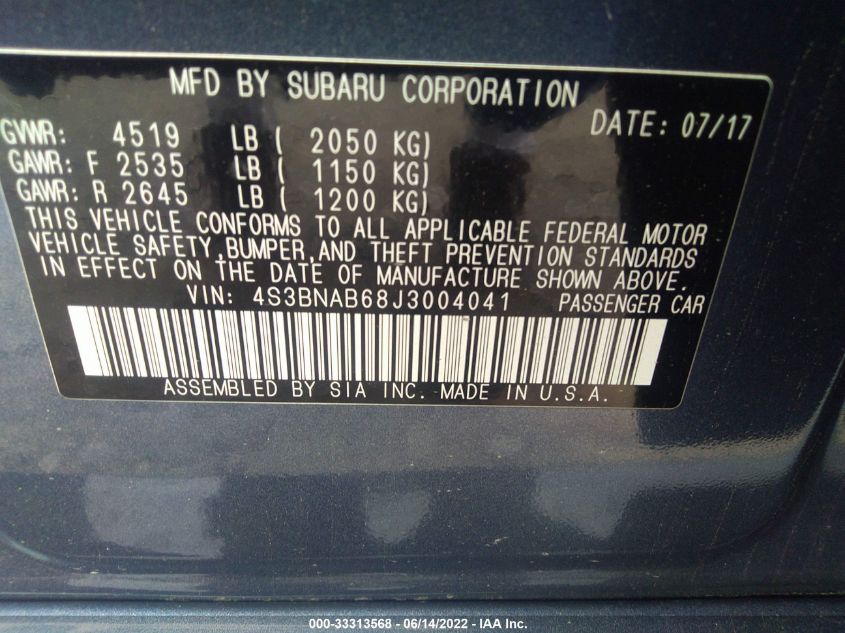 MFD BY SUBARU CORPORATION
DATE: 07/17
GVWR: 4519 LB ( 2050 KG)
GAWR: F 2535 LB ( 1150 KG)
GAWR: R 2645 LB ( 1200 KG)
THIS VEHICLE CONFORMS TO ALL APPLICABLE FEDERAL MOTOR
VEHICLE SAFETY,BUMPER,AND THEFT PREVENTION STANDARDS
IN EFFECT ON THE DATE OF MANUFACTURE SHOWN ABOVE.
VIN: 4S3BNAB68J3004041 PASSENGER CAR
ASSEMBLED BY SIA INC. MADE IN U.S.A.
000-33313568 - 06/14/2022 - IAA Inc.